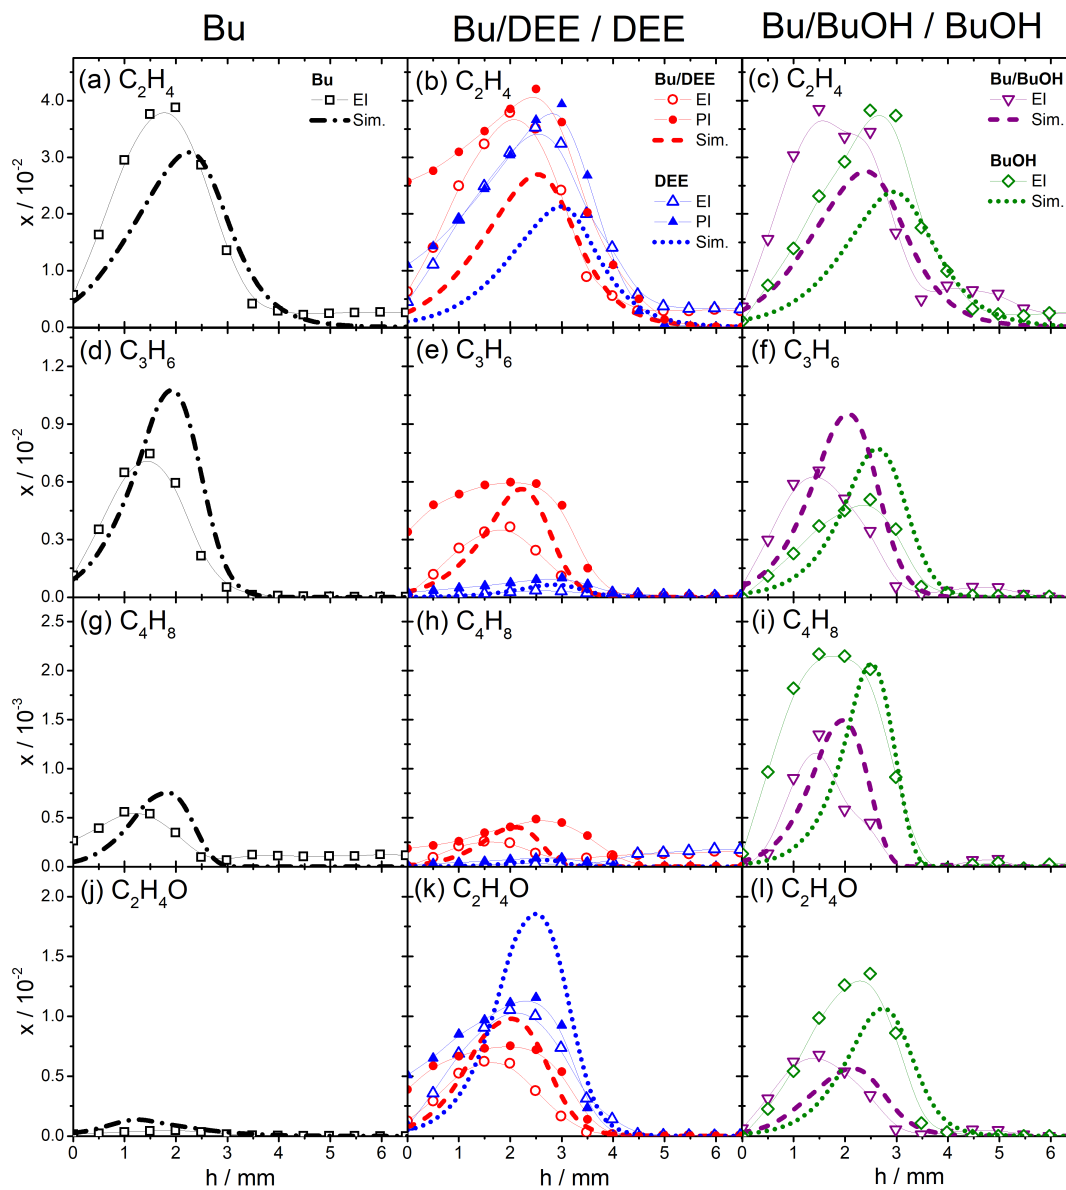 Bu
Bu/DEE / DEE
Bu/BuOH / BuOH
(a) C₂H₄
Bu
EI
Sim.
(b) C₂H₄
Bu/DEE
EI
PI
Sim.
DEE
EI
PI
Sim.
(c) C₂H₄
Bu/BuOH
EI
Sim.
BuOH
EI
Sim.
4.0
3.0
2.0
1.0
0.0
x / 10⁻²
(d) C₃H₆
(e) C₃H₆
(f) C₃H₆
1.2
0.9
0.6
0.3
0.0
x / 10⁻²
(g) C₄H₈
(h) C₄H₈
(i) C₄H₈
2.5
2.0
1.5
1.0
0.5
0.0
x / 10⁻³
(j) C₂H₄O
(k) C₂H₄O
(l) C₂H₄O
2.0
1.5
1.0
0.5
0.0
x / 10⁻²
0 1 2 3 4 5 6
0 1 2 3 4 5 6
0 1 2 3 4 5 6
h / mm
h / mm
h / mm